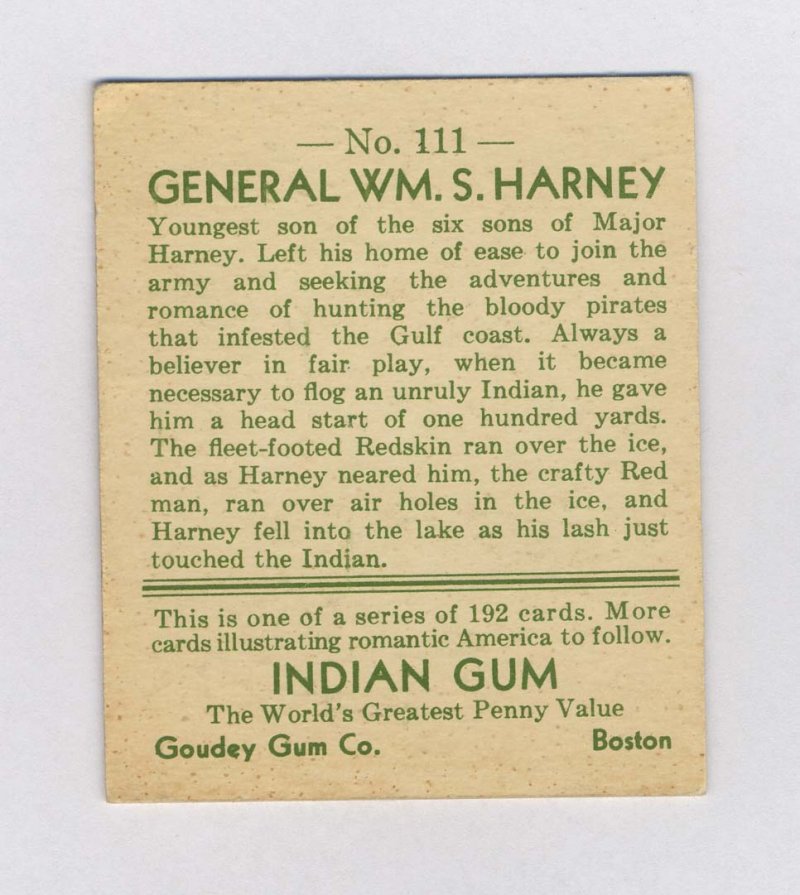 — No. 111 —
GENERAL WM. S. HARNEY
Youngest son of the six sons of Major
Harney. Left his home of ease to join the
army and seeking the adventures and
romance of hunting the bloody pirates
that infested the Gulf coast. Always a
believer in fair play, when it became
necessary to flog an unruly Indian, he gave
him a head start of one hundred yards.
The fleet-footed Redskin ran over the ice,
and as Harney neared him, the crafty Red
man, ran over air holes in the ice, and
Harney fell into the lake as his lash just
touched the Indian.
This is one of a series of 192 cards. More
cards illustrating romantic America to follow.
INDIAN GUM
The World's Greatest Penny Value
Goudey Gum Co. Boston